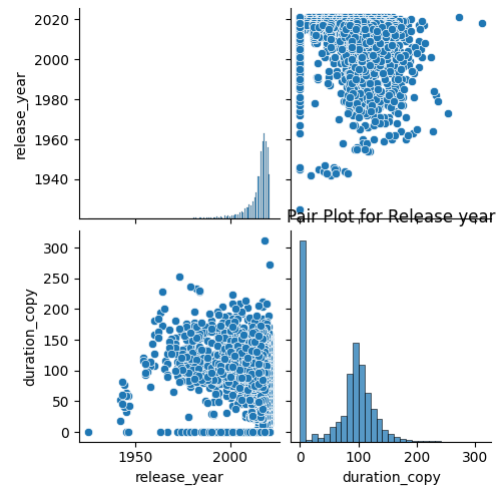 2020
2000
1980
1960
1940
release_year
Pair Plot for Release year
300
250
200
150
100
50
0
duration_copy
1950 2000
release_year
0 100 200 300
duration_copy